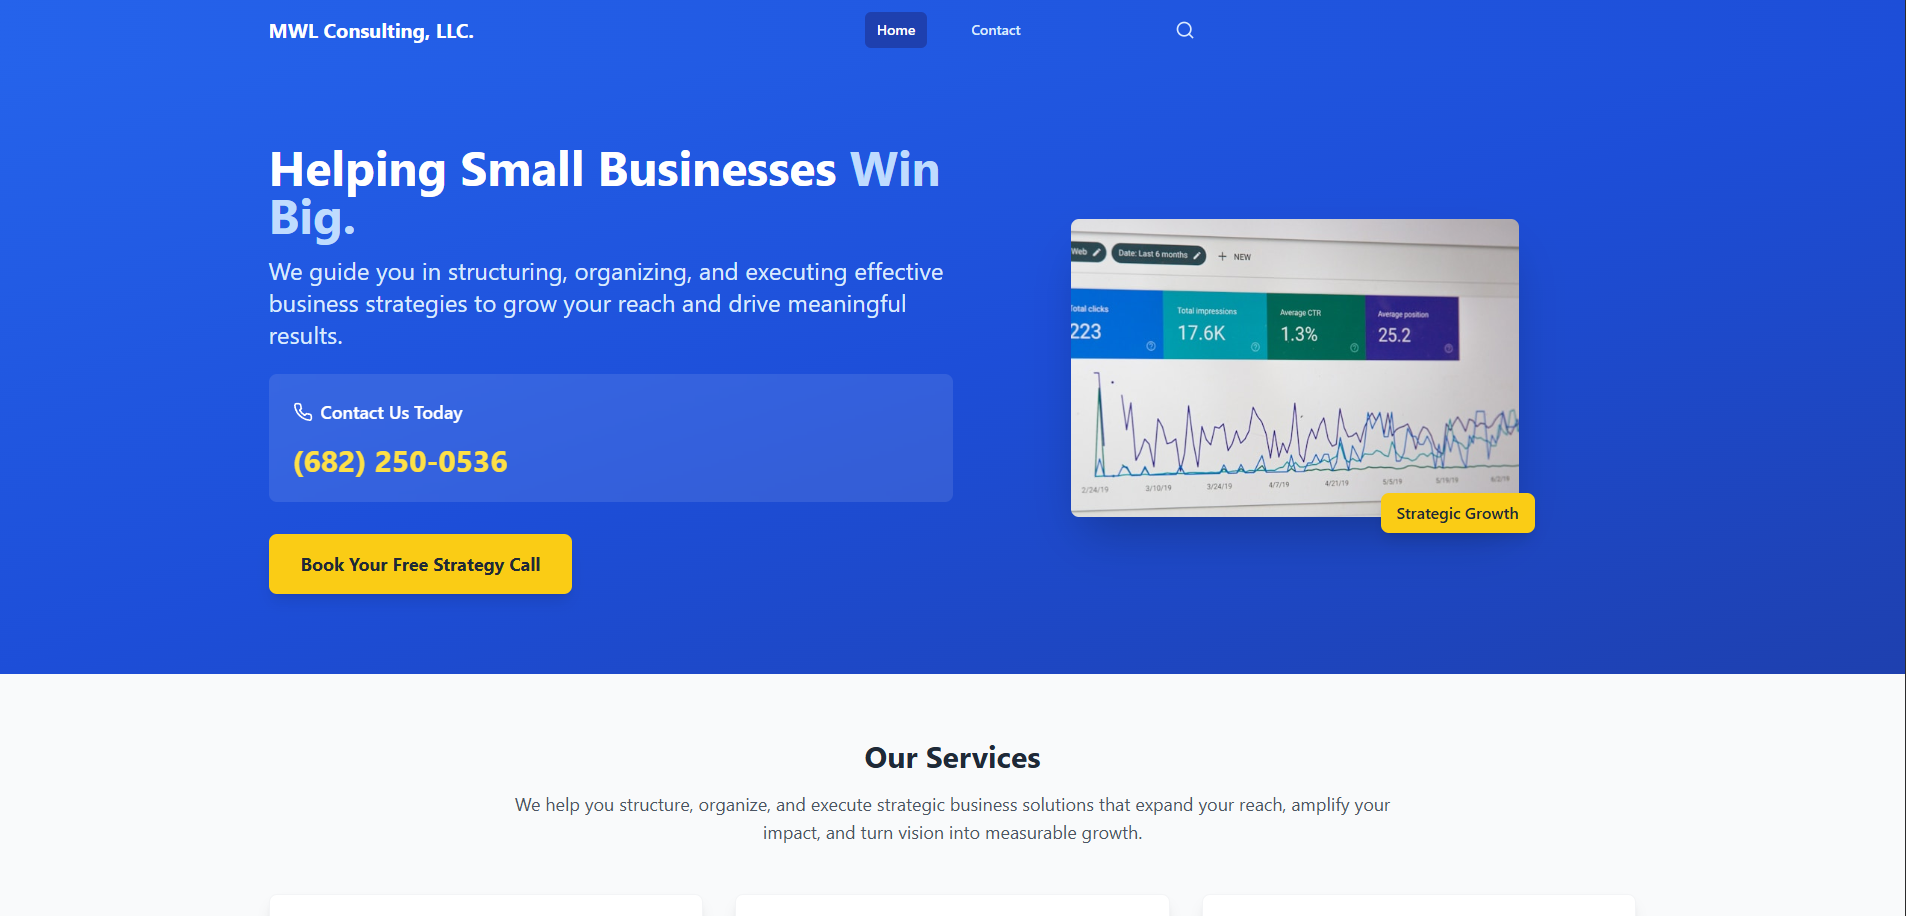 MWL Consulting, LLC.
Home
Contact
Helping Small Businesses Win
Big.
We guide you in structuring, organizing, and executing effective
business strategies to grow your reach and drive meaningful
results.
Contact Us Today
(682) 250-0536
Book Your Free Strategy Call
Web
Date: Last 6 months
+ NEW
Total clicks
223
Total impressions
17.6K
Average CTR
1.3%
Average position
25.2
2/24/19 3/10/19 3/24/19 4/7/19 4/21/19 5/5/19 5/19/19 6/2/19
Strategic Growth
Our Services
We help you structure, organize, and execute strategic business solutions that expand your reach, amplify your
impact, and turn vision into measurable growth.